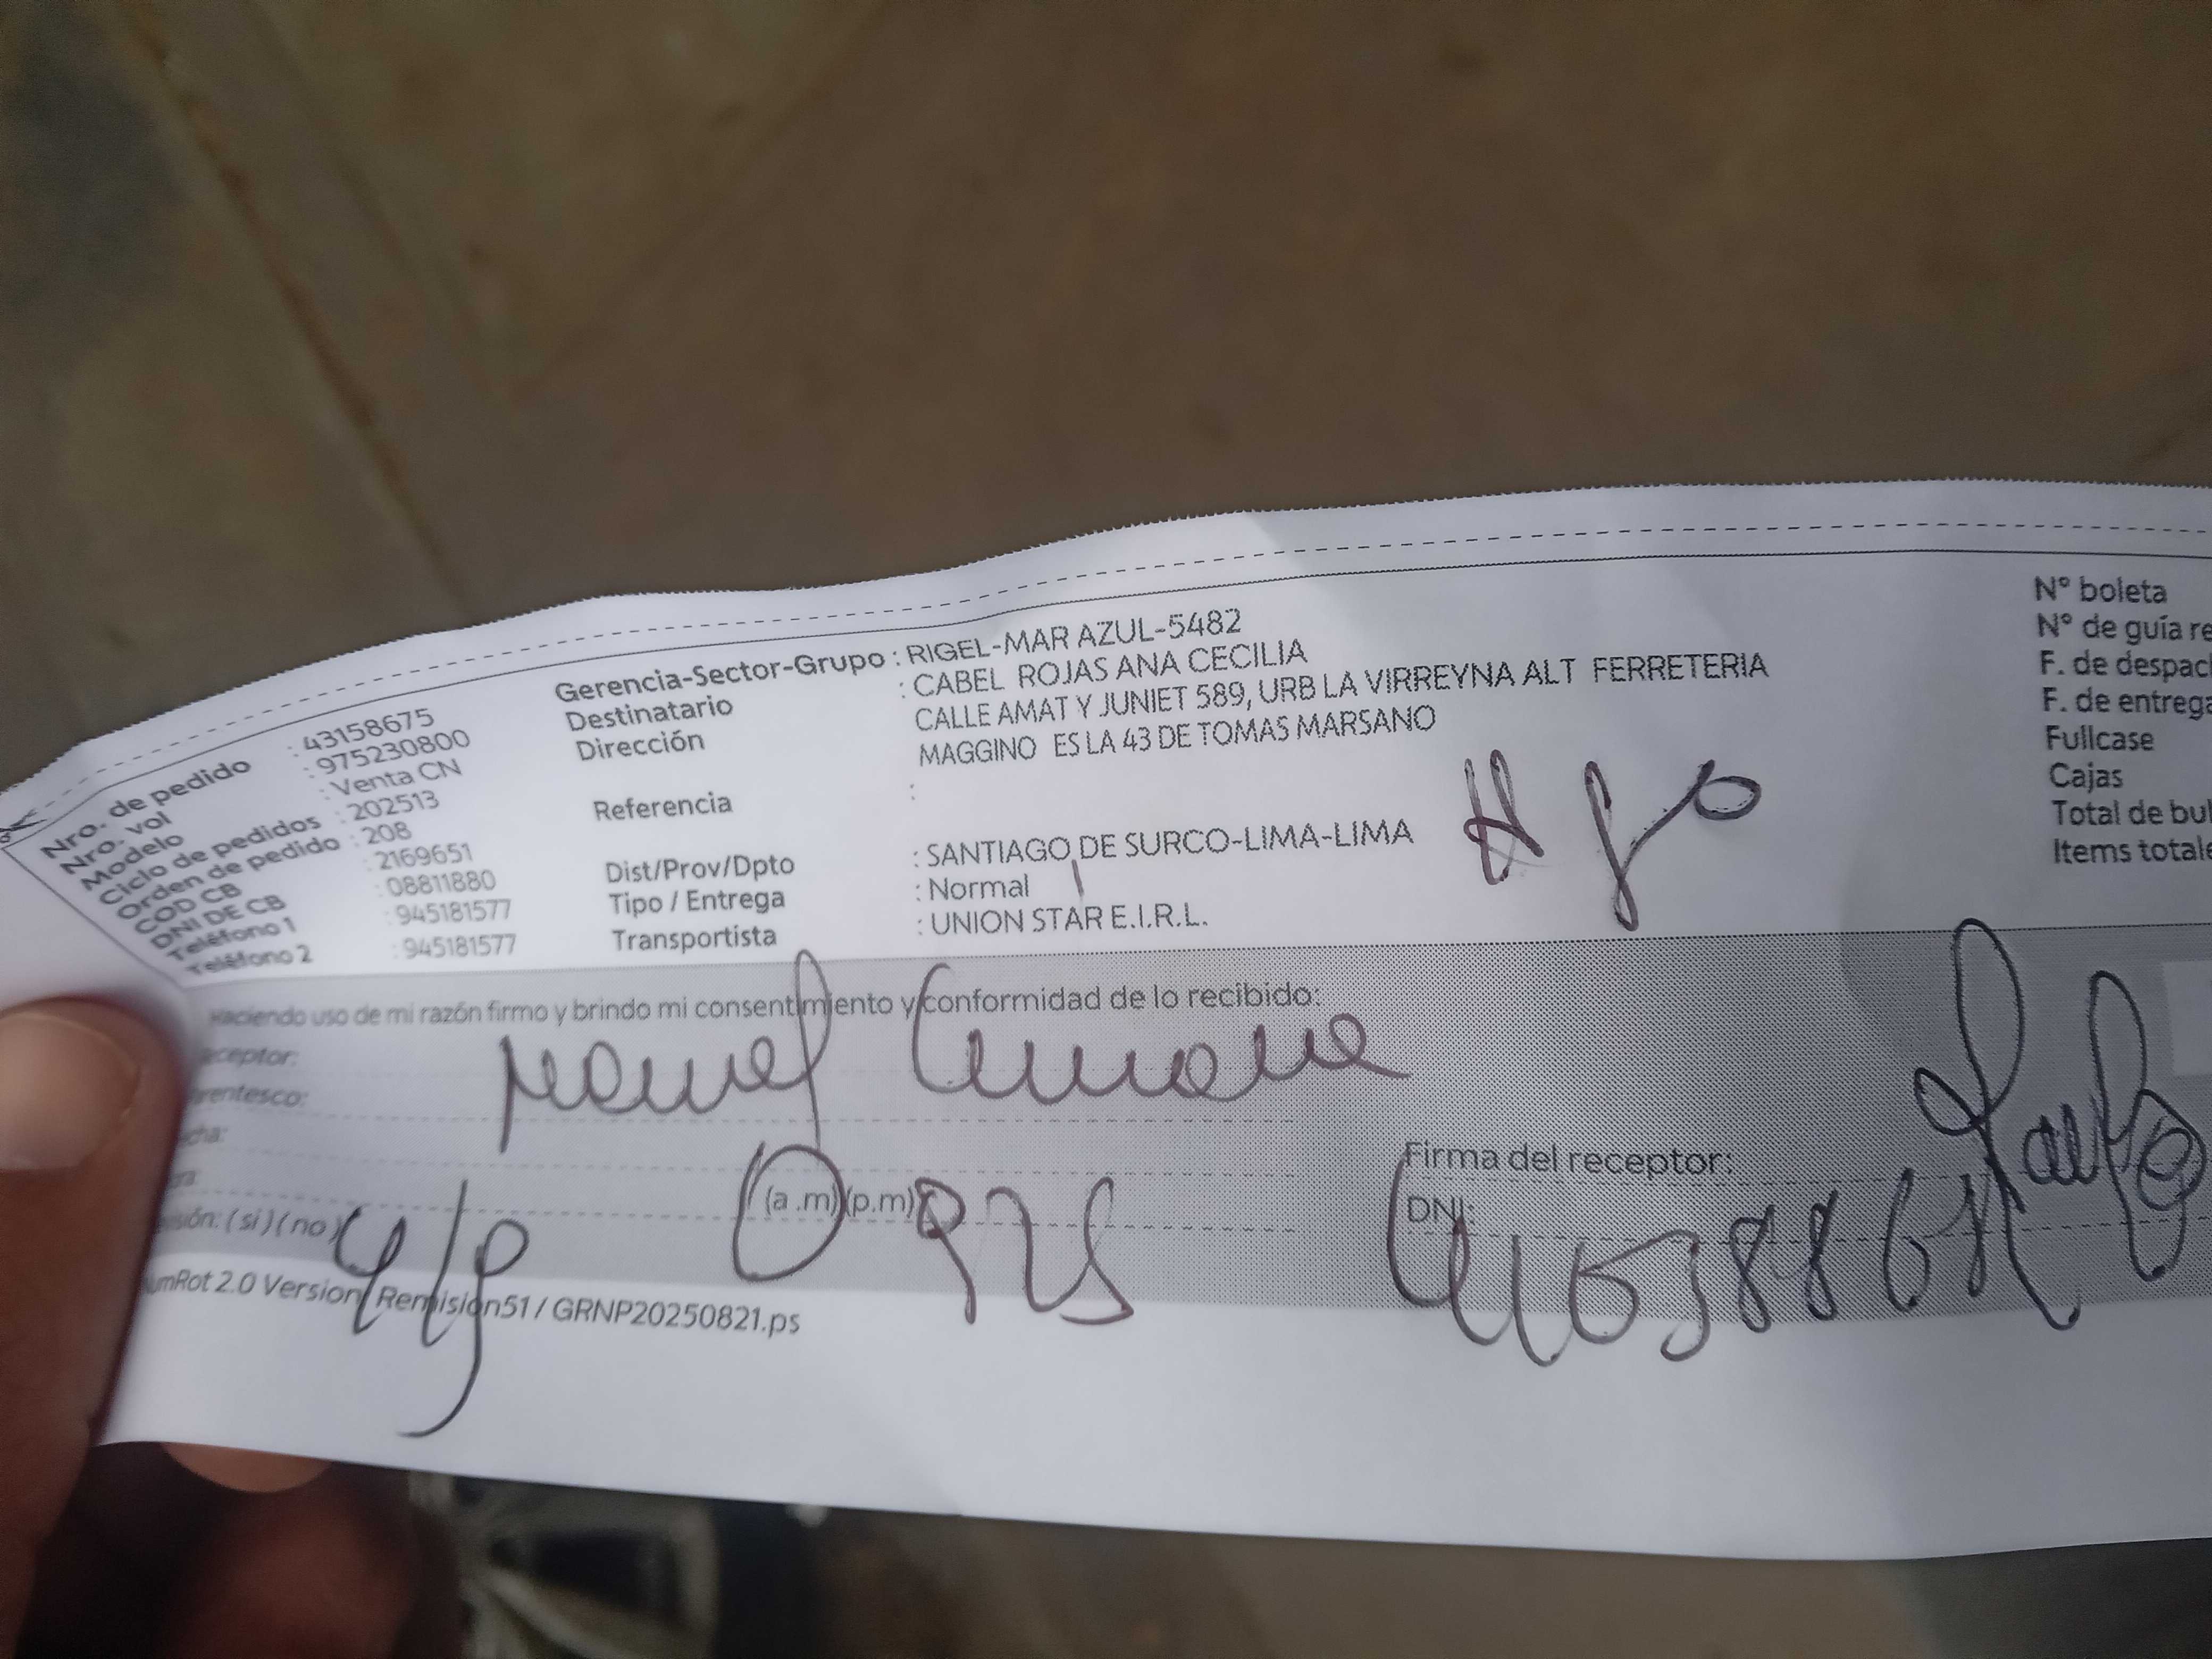 Nro. de pedido : 43158675
Nro. vol : 975230800
Modelo : Venta CN
Ciclo de pedidos : 202513
Orden de pedido : 208
COD CB : 2169651
DNI DE CB : 08811880
Teléfono 1 : 945181577
Teléfono 2 : 945181577
Gerencia-Sector-Grupo : RIGEL-MAR AZUL-5482
Destinatario : CABEL ROJAS ANA CECILIA
Dirección CALLE AMAT Y JUNIET 589, URB LA VIRREYNA ALT FERRETERIA
MAGGINO ES LA 43 DE TOMAS MARSANO
Referencia :
Dist/Prov/Dpto : SANTIAGO DE SURCO-LIMA-LIMA
Tipo / Entrega : Normal
Transportista : UNION STAR E.I.R.L.
N° boleta
N° de guía re
F. de despach
F. de entrega
Fullcase
Cajas
Total de bul
Items totale
Haciendo uso de mi razón firmo y brindo mi consentimiento y conformidad de lo recibido:
eceptor:
rentesco:
cha:
(a .m) (p.m)
Firma del receptor:
DNI:
(si) (no)
umRot 2.0 Version Remision51 / GRNP20250821.ps